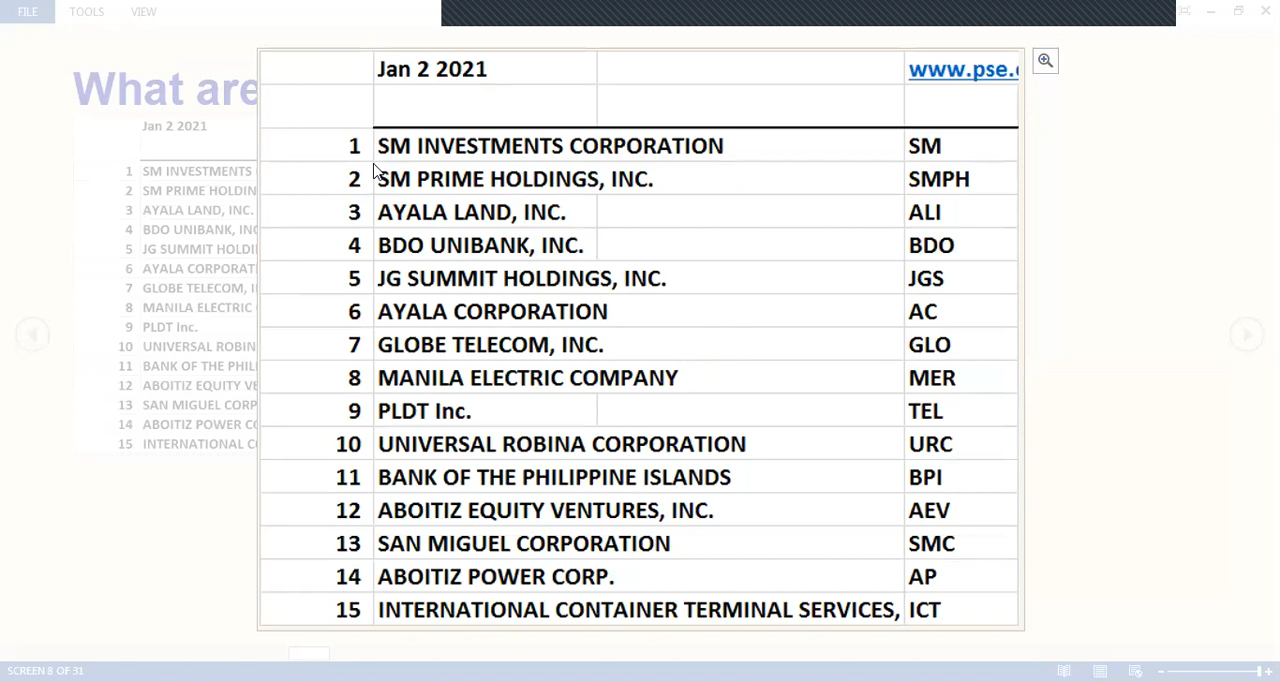 FILE TOOLS VIEW
What are
Jan 2 2021
1 SM INVESTMENTS
2 SM PRIME HOLDIN
3 AYALA LAND, INC.
4 BDO UNIBANK, INC
5 JG SUMMIT HOLDI
6 AYALA CORPORAT
7 GLOBE TELECOM, I
8 MANILA ELECTRIC
9 PLDT Inc.
10 UNIVERSAL ROBIN
11 BANK OF THE PHIL
12 ABOITIZ EQUITY VE
13 SAN MIGUEL CORP
14 ABOITIZ POWER CO
15 INTERNATIONAL C
Jan 2 2021 www.pse.
1 SM INVESTMENTS CORPORATION SM
2 SM PRIME HOLDINGS, INC. SMPH
3 AYALA LAND, INC. ALI
4 BDO UNIBANK, INC. BDO
5 JG SUMMIT HOLDINGS, INC. JGS
6 AYALA CORPORATION AC
7 GLOBE TELECOM, INC. GLO
8 MANILA ELECTRIC COMPANY MER
9 PLDT Inc. TEL
10 UNIVERSAL ROBINA CORPORATION URC
11 BANK OF THE PHILIPPINE ISLANDS BPI
12 ABOITIZ EQUITY VENTURES, INC. AEV
13 SAN MIGUEL CORPORATION SMC
14 ABOITIZ POWER CORP. AP
15 INTERNATIONAL CONTAINER TERMINAL SERVICES, ICT
SCREEN 8 OF 31